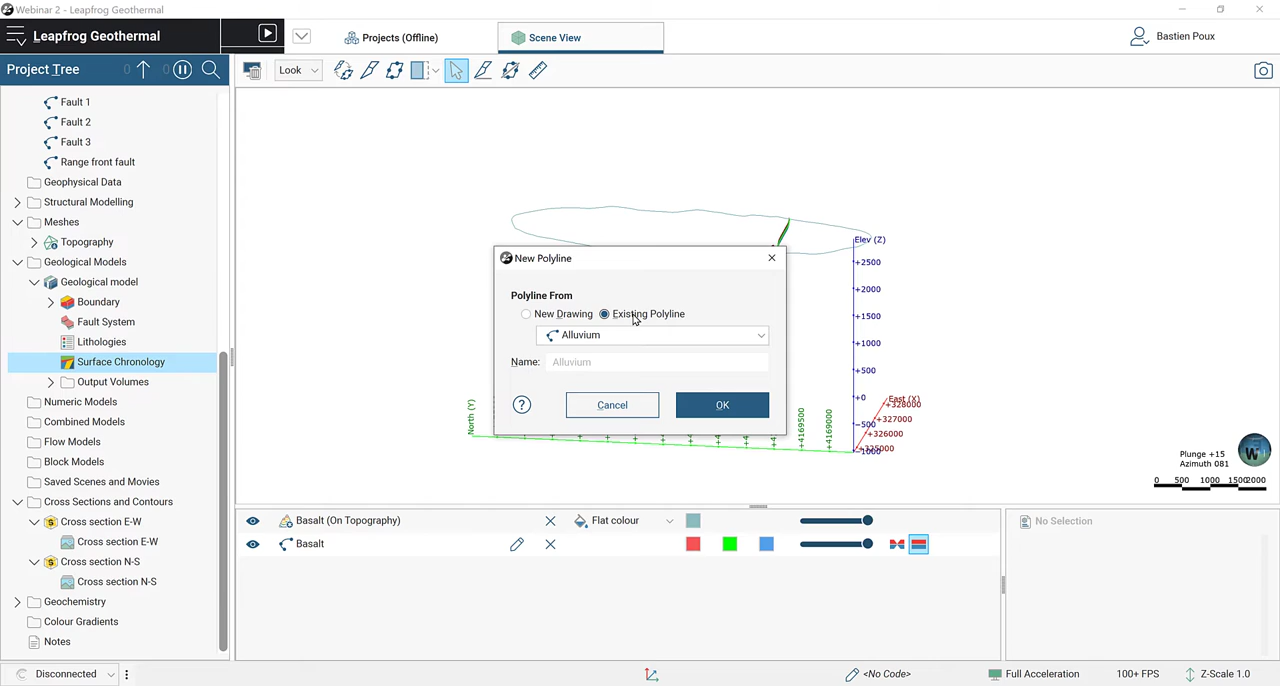 Webinar 2 - Leapfrog Geothermal
Leapfrog Geothermal
Projects (Offline)
Scene View
Bastien Poux
Project Tree
0
0
Look
Fault 1
Fault 2
Fault 3
Range front fault
Geophysical Data
Structural Modelling
Meshes
Topography
Geological Models
Geological model
Boundary
Fault System
Lithologies
Surface Chronology
Output Volumes
Numeric Models
Combined Models
Flow Models
Block Models
Saved Scenes and Movies
Cross Sections and Contours
Cross section E-W
Cross section E-W
Cross section N-S
Cross section N-S
Geochemistry
Colour Gradients
Notes
New Polyline
Polyline From
New Drawing
Existing Polyline
Alluvium
Name: Alluvium
Cancel
OK
Elev (Z)
+2500
+2000
+1500
+1000
+500
+0
-500
-1000
East (X)
+328000
+327000
+326000
+325000
North (Y)
+4169500
+4169000
Plunge +15
Azimuth 081
W
0 500 1000 1500 2000
Basalt (On Topography)
Flat colour
Basalt
No Selection
Disconnected
<No Code>
Full Acceleration
100+ FPS
Z-Scale 1.0